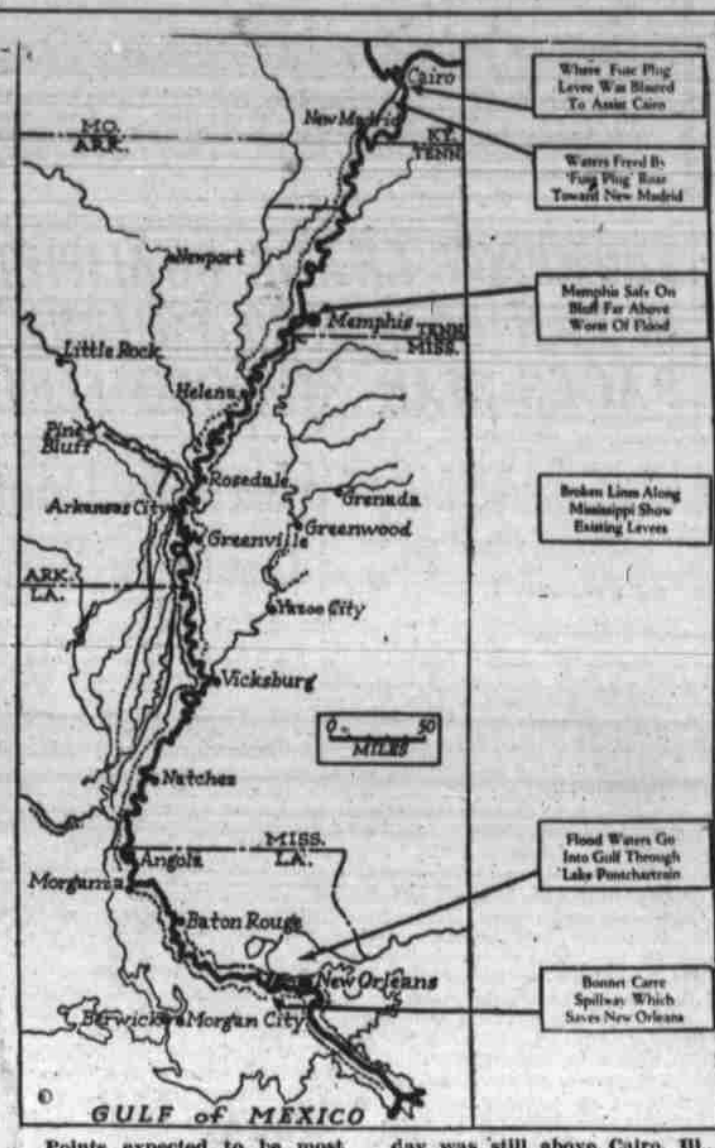 Cairo
Where Fuse Plug
Levee Was Blasted
To Assist Cairo
New Madrid
MO.
ARK.
KY.
TENN
Waters Freed By
'Fuse Plug' Roar
Toward New Madrid
Newport
Memphis Safe On
Bluff Far Above
Worst Of Flood
Memphis
TENN.
MISS.
Little Rock
Helena
Pine
Bluff
Rosedale
Grenada
Arkansas City
Greenwood
Greenville
Broken Lines Along
Mississippi Show
Existing Levees
ARK.
LA.
Yazoo City
Vicksburg
0 50
MILES
Natchez
MISS.
LA.
Angola
Morganza
Flood Waters Go
Into Gulf Through
Lake Pontchartrain
Baton Rouge
New Orleans
Berwick
Morgan City
Bonnet Carre
Spillway Which
Saves New Orleans
©
GULF of MEXICO
Points expected to be most
day was still above Cairo, Ill.